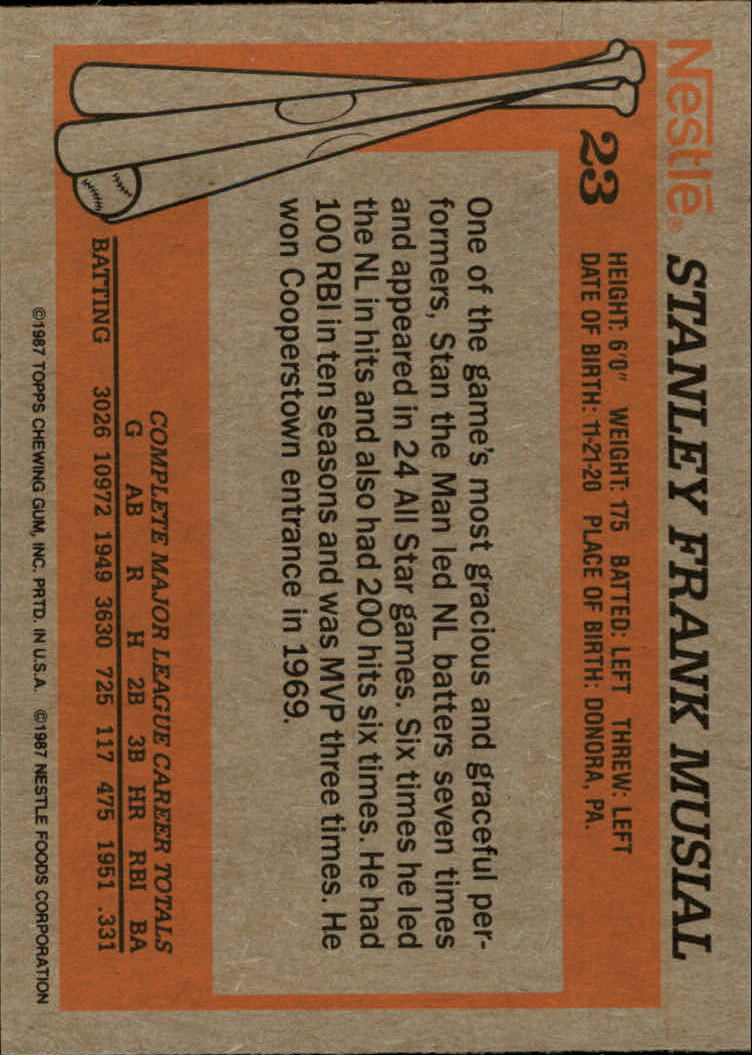 Nestlé®
STANLEY FRANK MUSIAL
23
HEIGHT: 6'0" WEIGHT: 175 BATTED: LEFT THREW: LEFT
DATE OF BIRTH: 11-21-20 PLACE OF BIRTH: DONORA, PA.
One of the game's most gracious and graceful per-
formers, Stan the Man led NL batters seven times
and appeared in 24 All Star games. Six times he led
the NL in hits and also had 200 hits six times. He had
100 RBI in ten seasons and was MVP three times. He
won Cooperstown entrance in 1969.
COMPLETE MAJOR LEAGUE CAREER TOTALS
G AB R H 2B 3B HR RBI BA
BATTING 3026 10972 1949 3630 725 117 475 1951 .331
©1987 TOPPS CHEWING GUM, INC. PRTD. IN U.S.A. ©1987 NESTLE FOODS CORPORATION